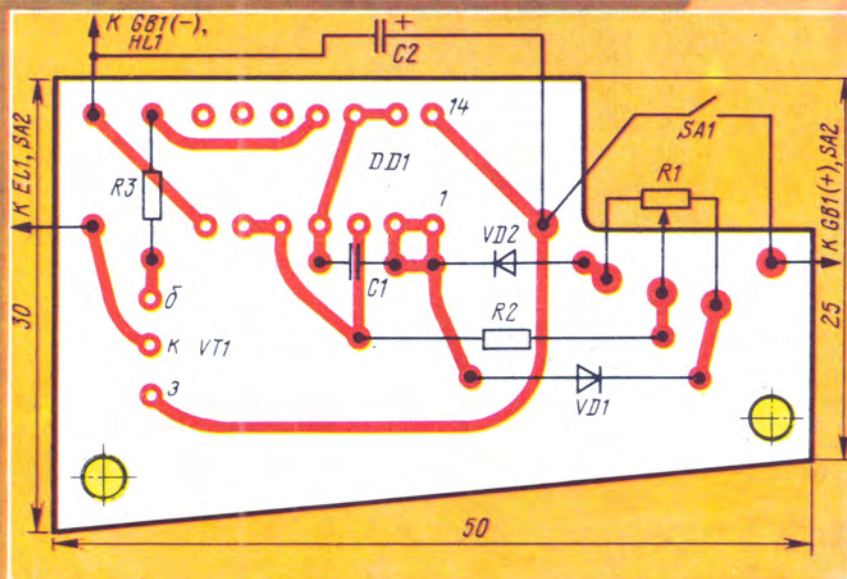 К GB1(-),
HL1
+
C2
К EL1, SA2
30
R3
14
DD1
1
SA1
R1
К GB1(+), SA2
25
VD2
C1
б
R2
К VT1
VD1
э
50